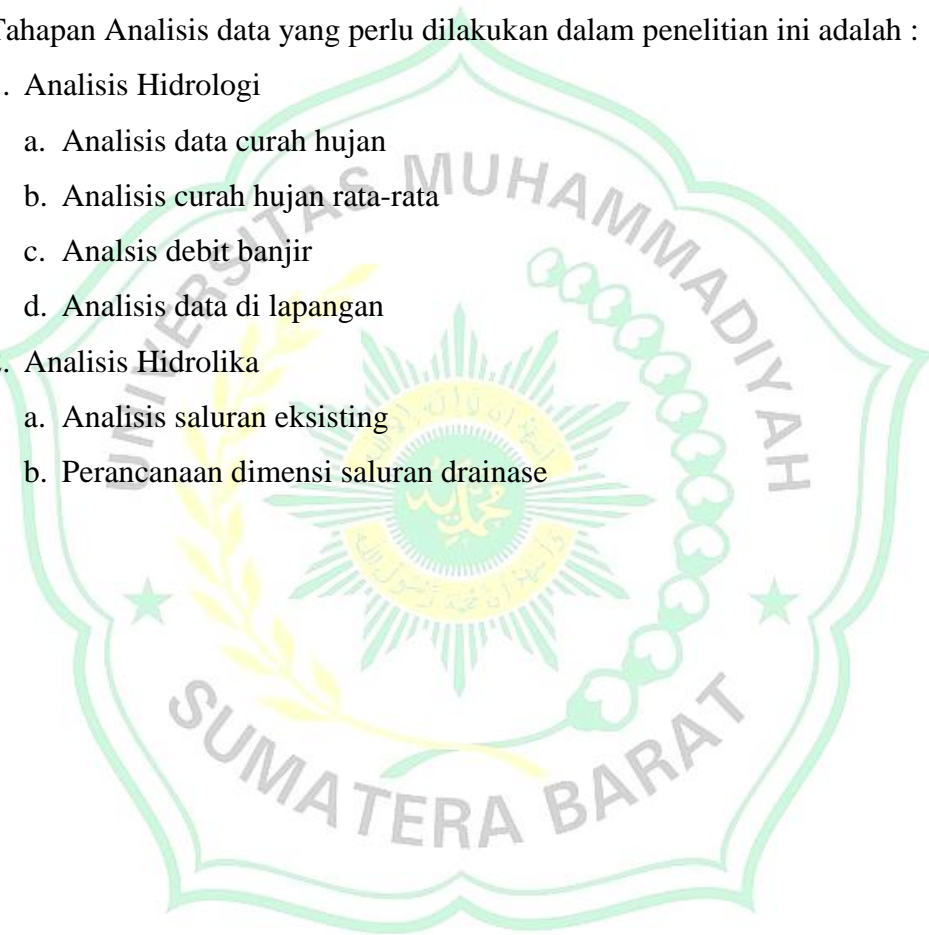 Tahapan Analisis data yang perlu dilakukan dalam penelitian ini adalah :
. Analisis Hidrologi
a. Analisis data curah hujan
b. Analisis curah hujan rata-rata
c. Analsis debit banjir
d. Analisis data di lapangan
. Analisis Hidrolika
a. Analisis saluran eksisting
b. Perancanaan dimensi saluran drainase
UNIVERSITAS MUHAMMADIYAH
SUMATERA BARAT